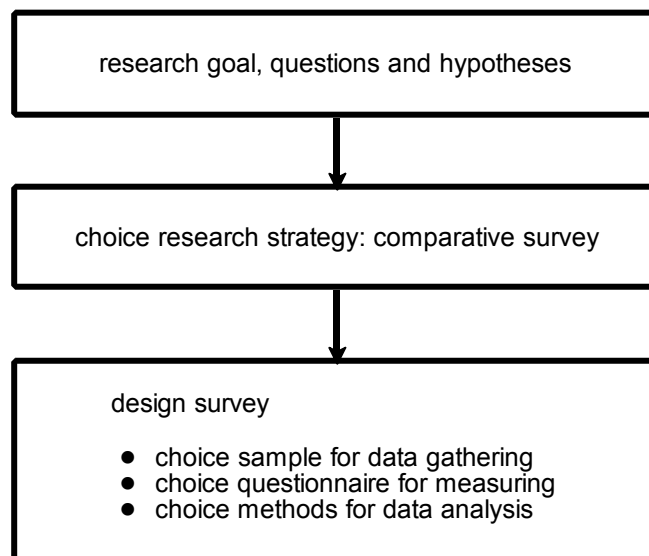 research goal, questions and hypotheses
choice research strategy: comparative survey
design survey
● choice sample for data gathering
● choice questionnaire for measuring
● choice methods for data analysis